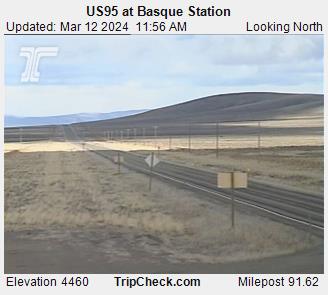 US95 at Basque Station
Updated: Mar 12 2024 11:56 AM Looking North
Elevation 4460 TripCheck.com Milepost 91.62